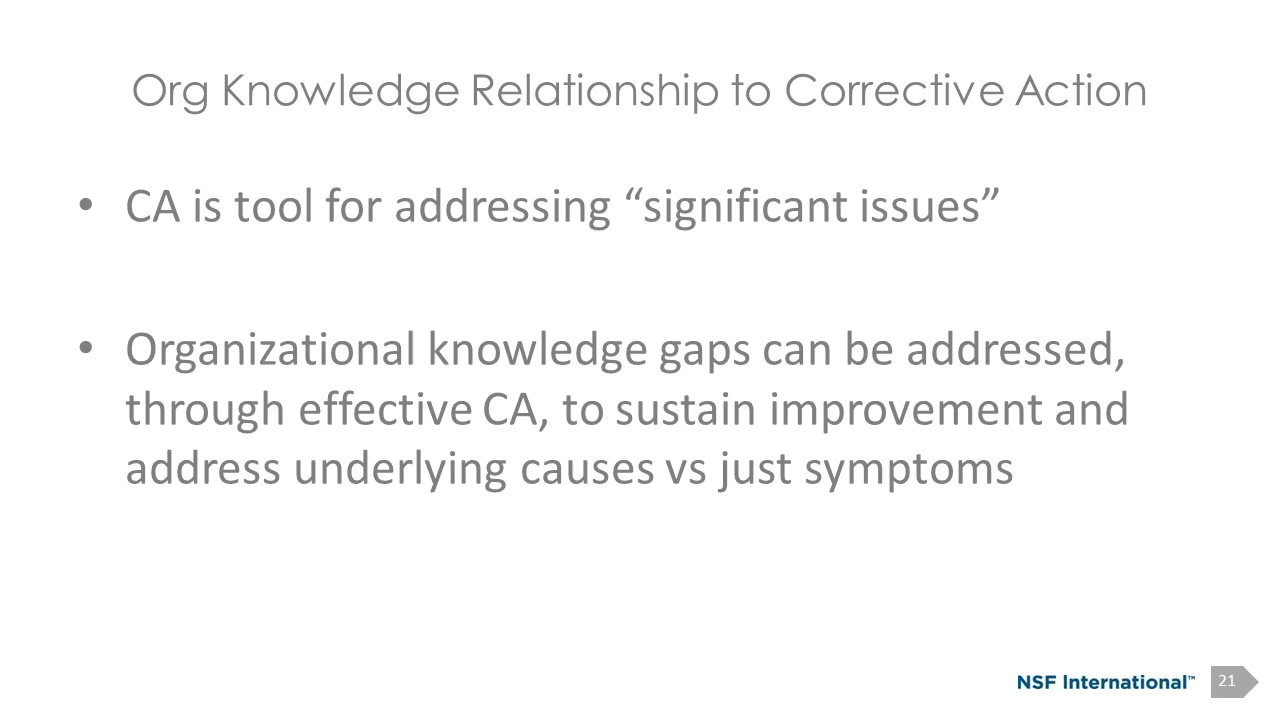 Org Knowledge Relationship to Corrective Action
• CA is tool for addressing “significant issues”
• Organizational knowledge gaps can be addressed,
through effective CA, to sustain improvement and
address underlying causes vs just symptoms
NSF International™ 21